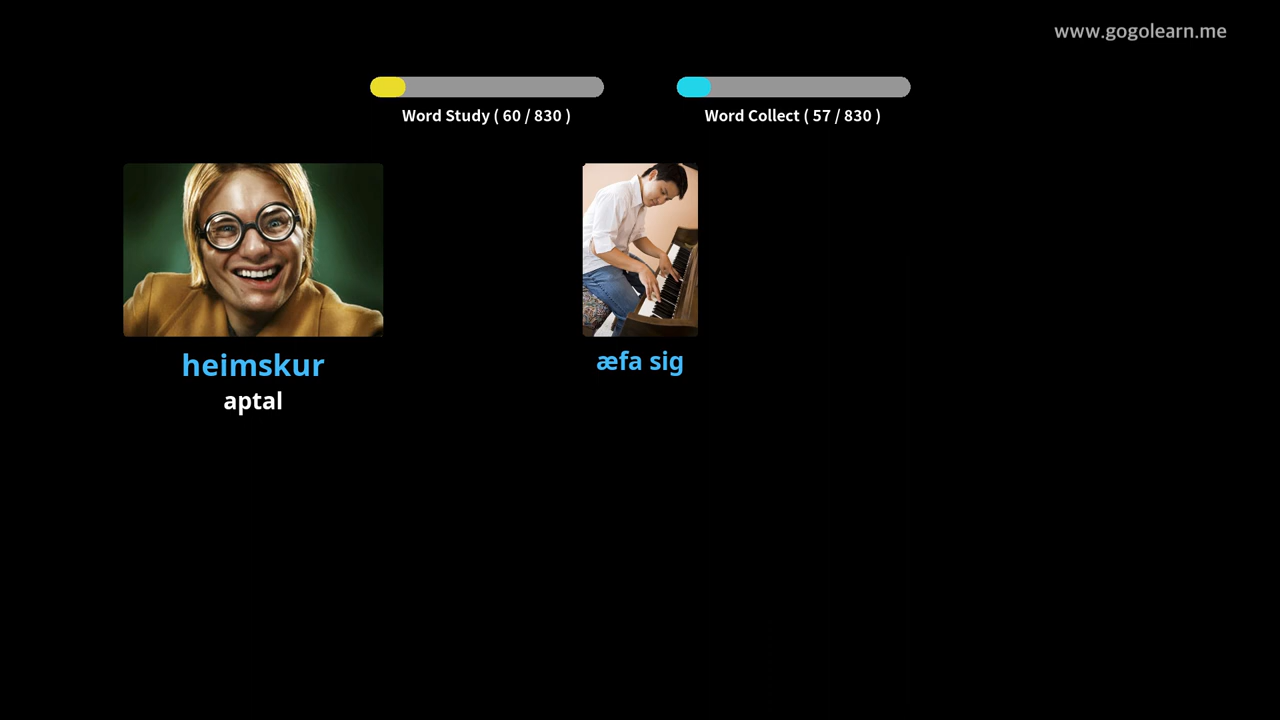 www.gogolearn.me
Word Study ( 60 / 830 )
Word Collect ( 57 / 830 )
heimskur
aptal
æfa sig